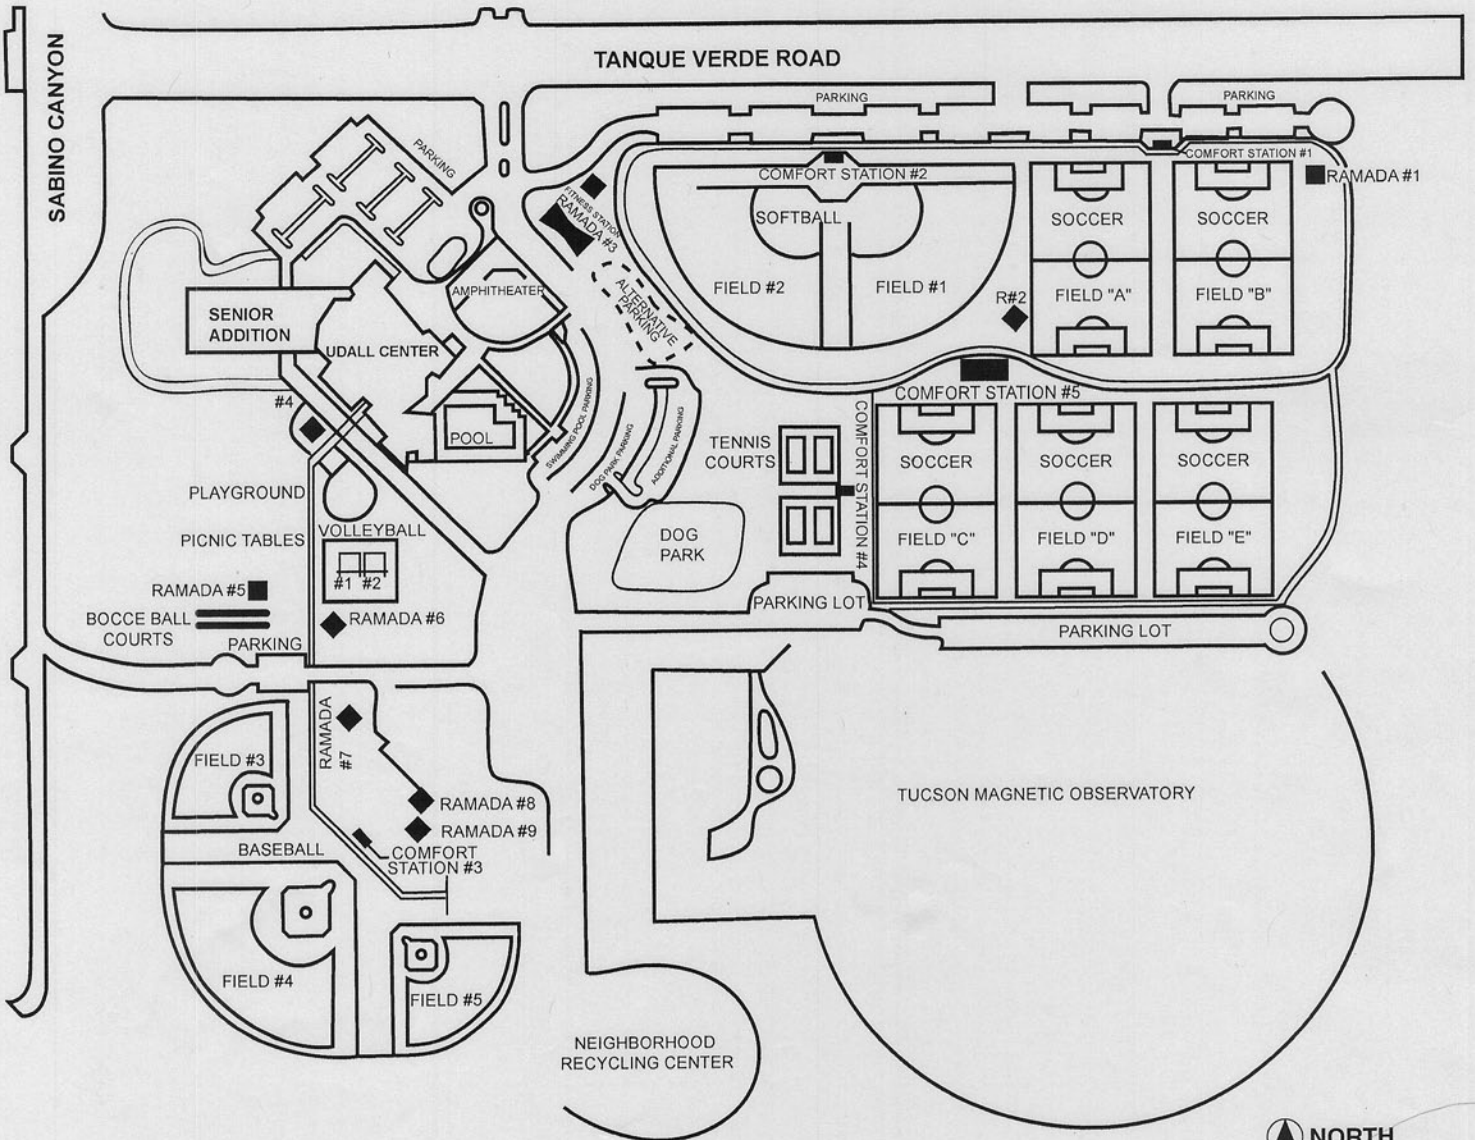 TANQUE VERDE ROAD
SABINO CANYON
PARKING
PARKING
PARKING
COMFORT STATION #1
RAMADA #1
COMFORT STATION #2
FITNESS STATION
RAMADA #3
SOFTBALL
SOCCER
SOCCER
FIELD #2
FIELD #1
R#2
FIELD "A"
FIELD "B"
ALTERNATIVE
PARKING
AMPHITHEATER
SENIOR
ADDITION
UDALL CENTER
#4
POOL
SWIMMING POOL PARKING
DOG PARK PARKING
ADDITIONAL PARKING
COMFORT STATION #5
TENNIS
COURTS
COMFORT STATION #4
SOCCER
SOCCER
SOCCER
FIELD "C"
FIELD "D"
FIELD "E"
PLAYGROUND
VOLLEYBALL
PICNIC TABLES
#1 #2
DOG
PARK
RAMADA #5
BOCCE BALL
COURTS
RAMADA #6
PARKING
PARKING LOT
PARKING LOT
RAMADA
#7
FIELD #3
RAMADA #8
RAMADA #9
BASEBALL
COMFORT
STATION #3
TUCSON MAGNETIC OBSERVATORY
FIELD #4
FIELD #5
NEIGHBORHOOD
RECYCLING CENTER
NORTH